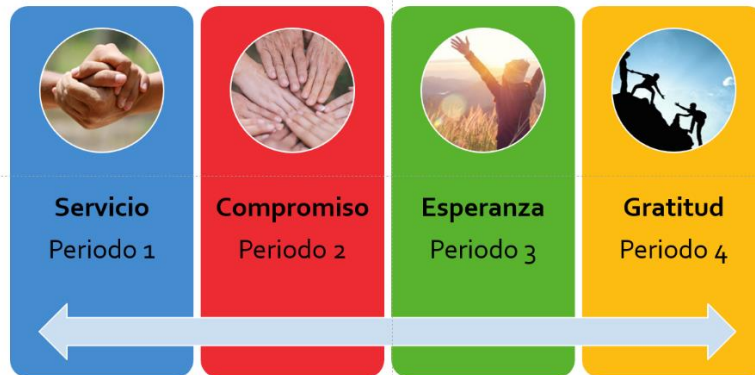 Servicio
Periodo 1
Compromiso
Periodo 2
Esperanza
Periodo 3
Gratitud
Periodo 4